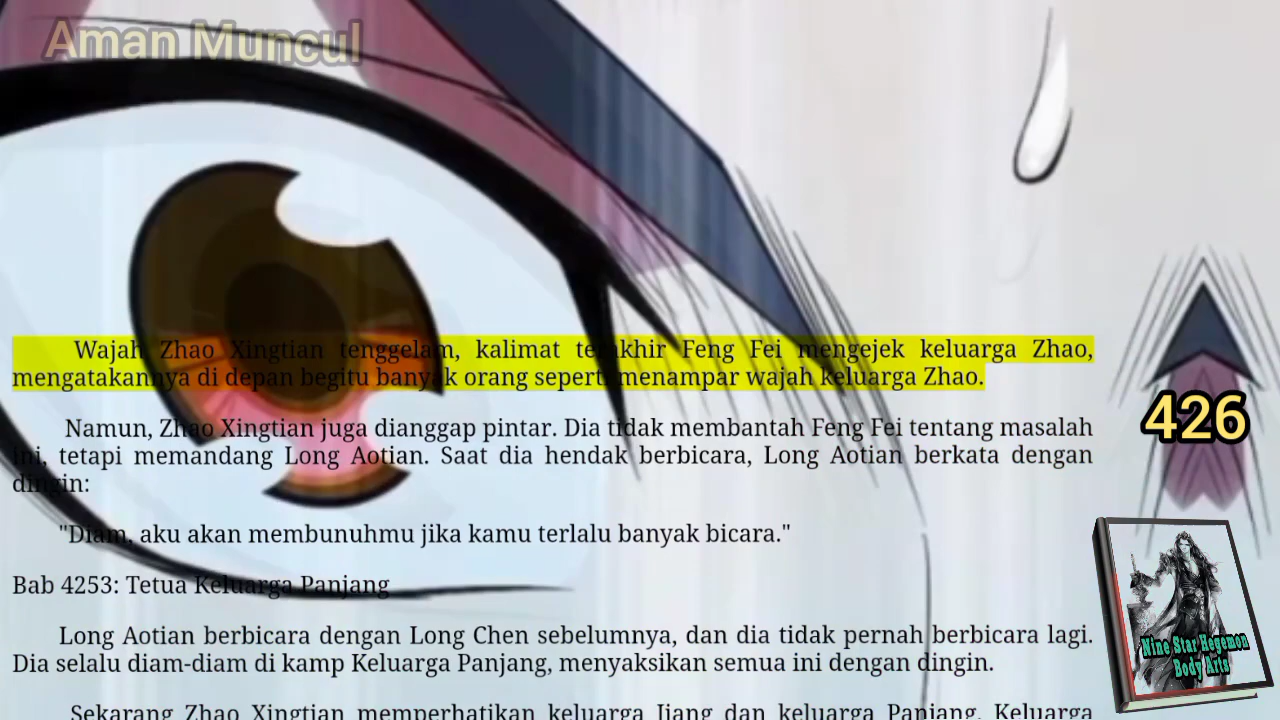 Aman Muncul
Wajah Zhao Xingtian tenggelam, kalimat terakhir Feng Fei mengejek keluarga Zhao,
mengatakannya di depan begitu banyak orang seperti menampar wajah keluarga Zhao.
Namun, Zhao Xingtian juga dianggap pintar. Dia tidak membantah Feng Fei tentang masalah
ini, tetapi memandang Long Aotian. Saat dia hendak berbicara, Long Aotian berkata dengan
dingin:
"Diam, aku akan membunuhmu jika kamu terlalu banyak bicara."
Bab 4253: Tetua Keluarga Panjang
Long Aotian berbicara dengan Long Chen sebelumnya, dan dia tidak pernah berbicara lagi.
Dia selalu diam-diam di kamp Keluarga Panjang, menyaksikan semua ini dengan dingin.
Sekarang Zhao Xingtian memperhatikan keluarga Jiang dan keluarga Panjang. Keluarga
426
Nine Star Hegemon
Body Arts